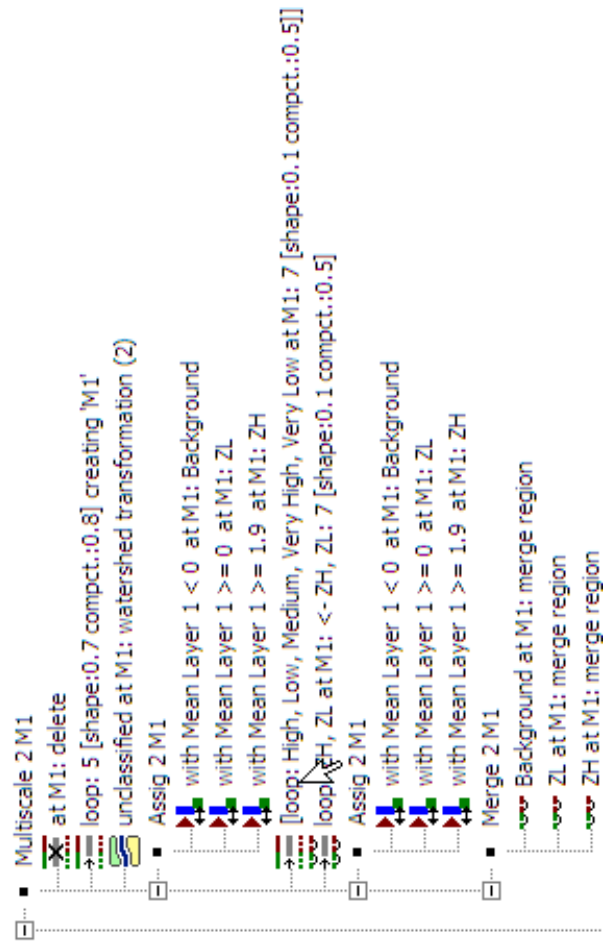 Multiscale 2 M1
at M1: delete
loop: 5 [shape:0.7 compct.:0.8] creating 'M1'
unclassified at M1: watershed transformation (2)
Assig 2 M1
with Mean Layer 1 < 0 at M1: Background
with Mean Layer 1 >= 0 at M1: ZL
with Mean Layer 1 >= 1.9 at M1: ZH
[loop: High, Low, Medium, Very High, Very Low at M1: 7 [shape:0.1 compct.:0.5]]
loop: ZH, ZL at M1: <- ZH, ZL: 7 [shape:0.1 compct.:0.5]
Assig 2 M1
with Mean Layer 1 < 0 at M1: Background
with Mean Layer 1 >= 0 at M1: ZL
with Mean Layer 1 >= 1.9 at M1: ZH
Merge 2 M1
Background at M1: merge region
ZL at M1: merge region
ZH at M1: merge region